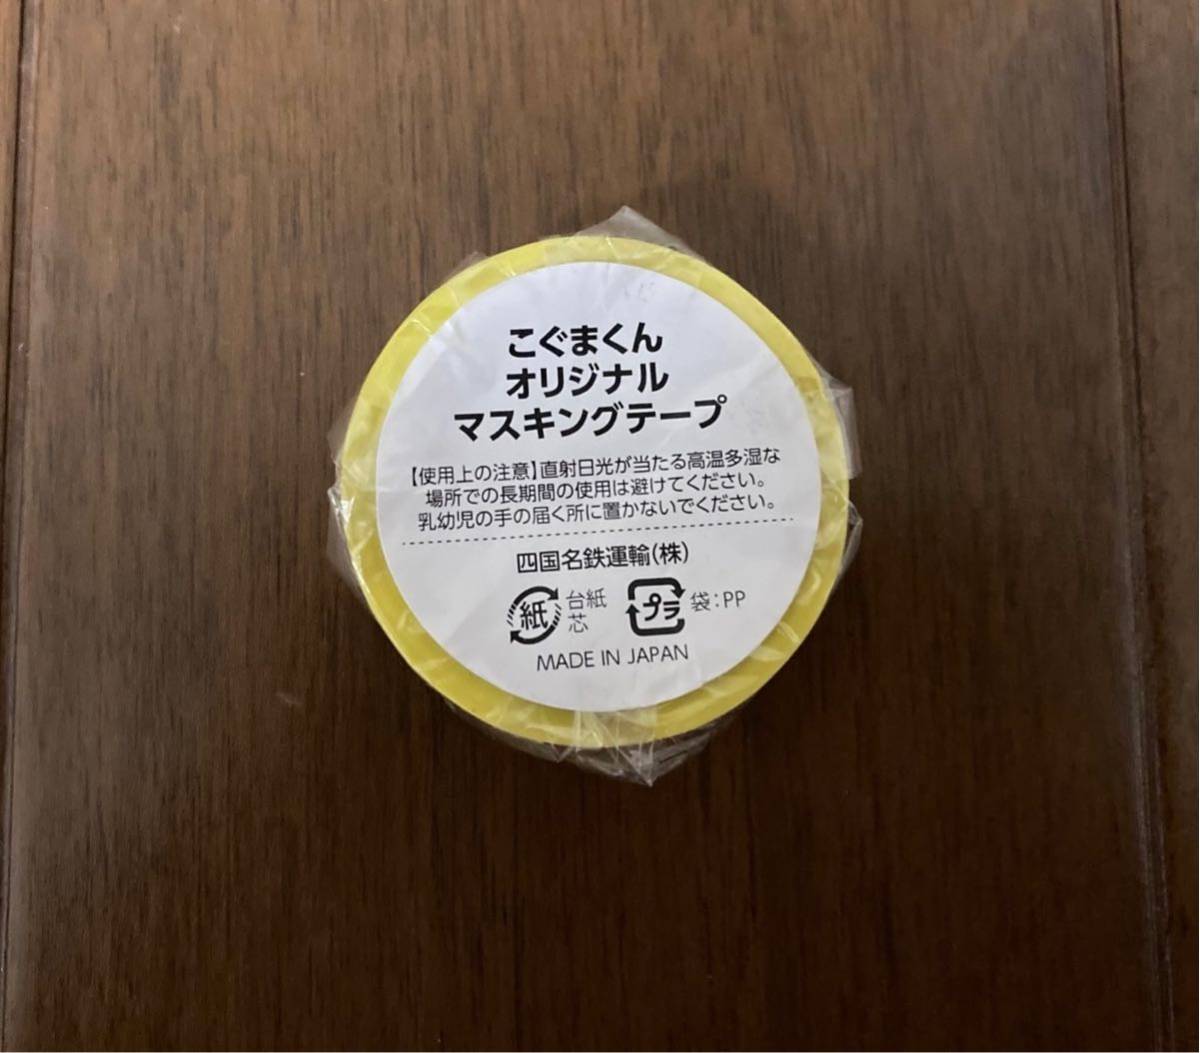 こぐまくん
オリジナル
マスキングテープ
【使用上の注意】直射日光が当たる高温多湿な
場所での長期間の使用は避けてください。
乳幼児の手の届く所に置かないでください。
四国名鉄運輸(株)
紙 台紙 プラ 袋:PP
芯
MADE IN JAPAN